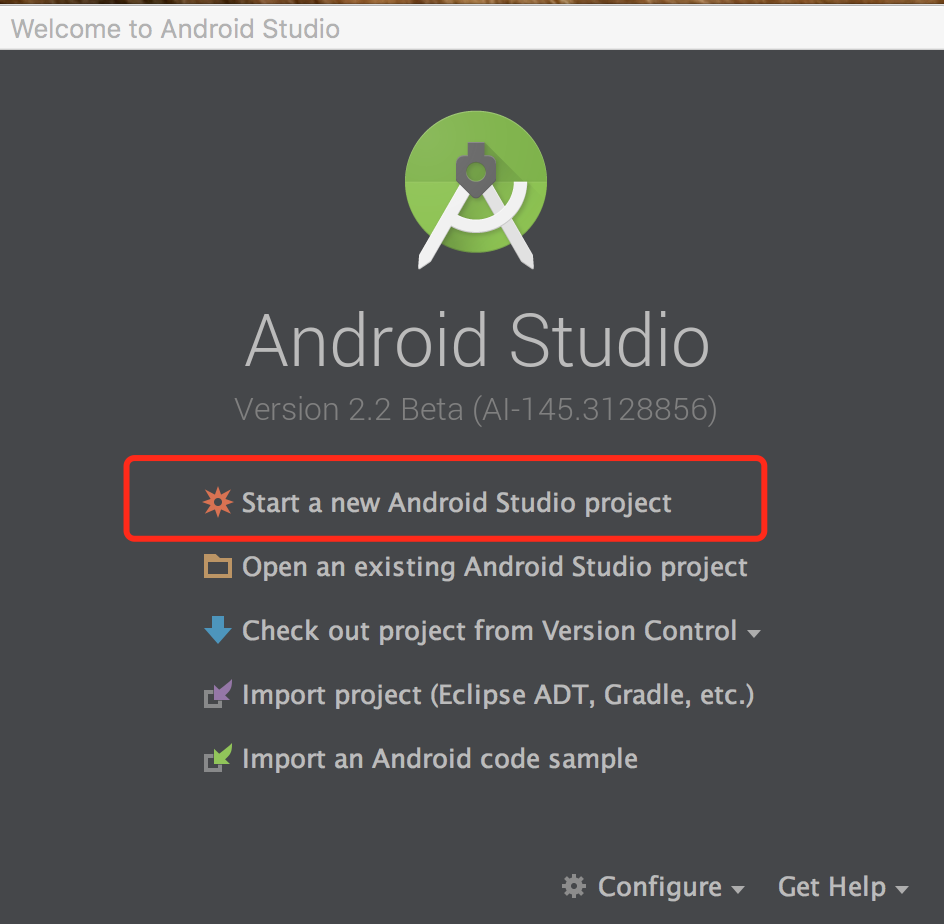 Welcome to Android Studio
Android Studio
Version 2.2 Beta (AI-145.3128856)
Start a new Android Studio project
Open an existing Android Studio project
Check out project from Version Control
Import project (Eclipse ADT, Gradle, etc.)
Import an Android code sample
Configure Get Help